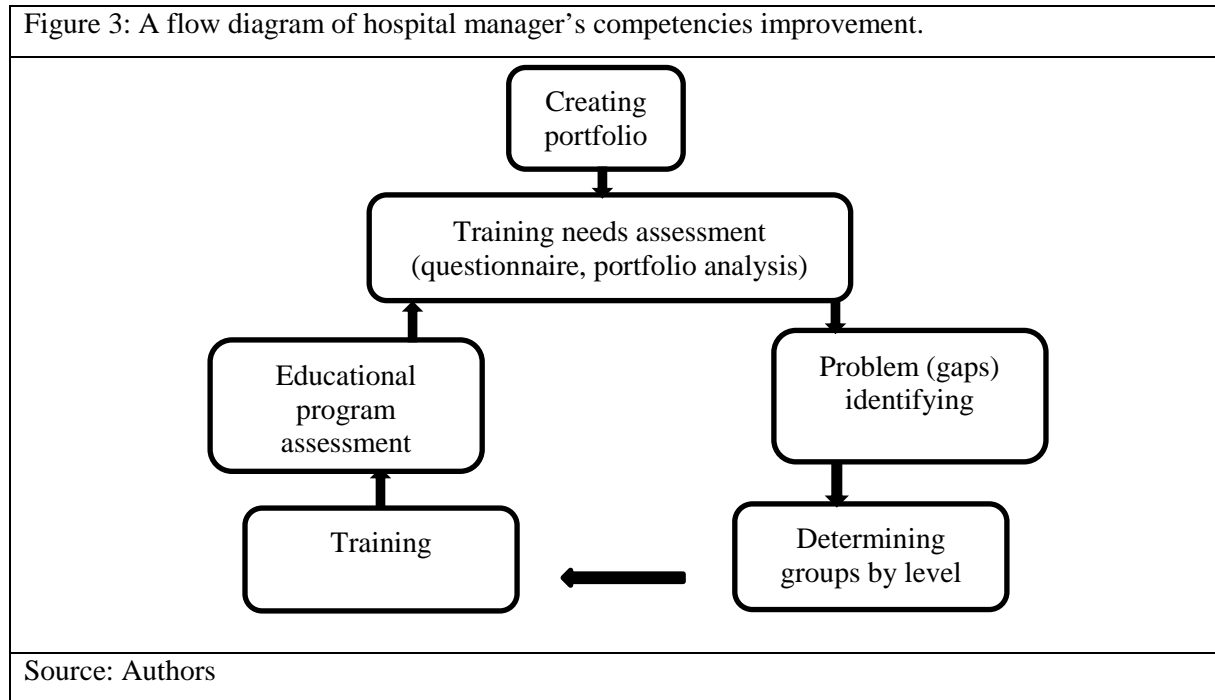 Figure 3: A flow diagram of hospital manager’s competencies improvement.
Creating
portfolio
Training needs assessment
(questionnaire, portfolio analysis)
Problem (gaps)
identifying
Educational
program
assessment
Determining
groups by level
Training
Source: Authors